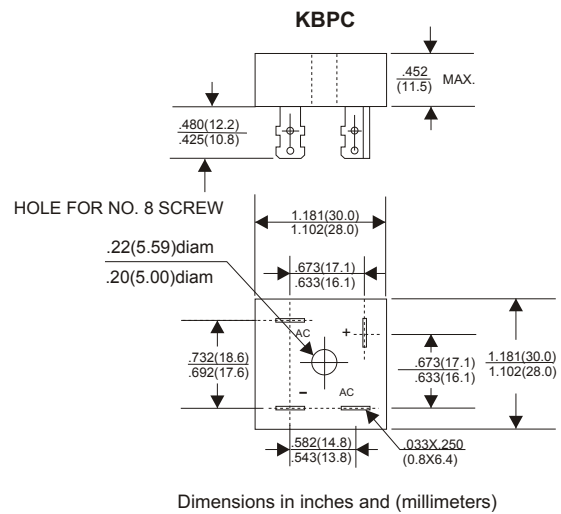 KBPC
.452
(11.5)
MAX.
.480(12.2)
.425(10.8)
HOLE FOR NO. 8 SCREW
1.181(30.0)
1.102(28.0)
.22(5.59)diam
.20(5.00)diam
.673(17.1)
.633(16.1)
AC
+
.732(18.6)
.692(17.6)
.673(17.1)
.633(16.1)
1.181(30.0)
1.102(28.0)
-
AC
.582(14.8)
.543(13.8)
.033X.250
(0.8X6.4)
Dimensions in inches and (millimeters)